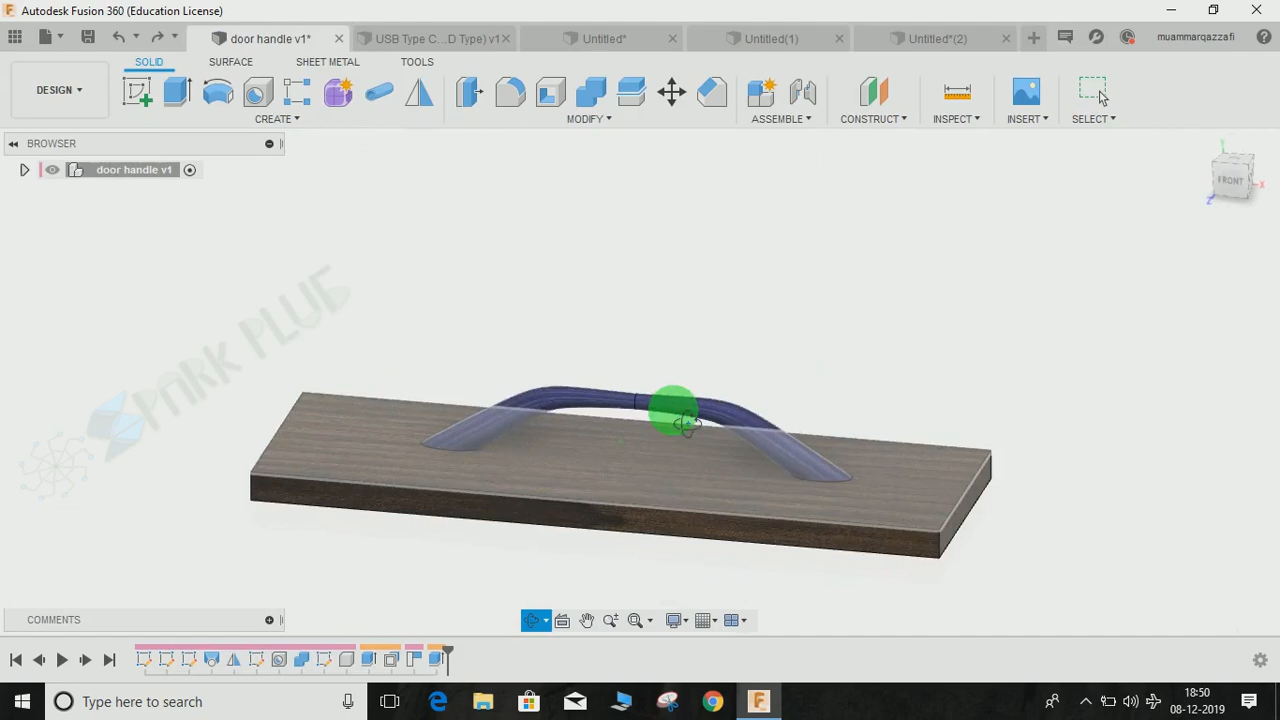 Autodesk Fusion 360 (Education License)
door handle v1*
USB Type C...D Type) v1*
Untitled*
Untitled(1)
Untitled*(2)
muammarqazzafi
SOLID
SURFACE
SHEET METAL
TOOLS
DESIGN
CREATE
MODIFY
ASSEMBLE
CONSTRUCT
INSPECT
INSERT
SELECT
BROWSER
door handle v1
FRONT
Y
X
Z
SPARK PLUG
COMMENTS
Type here to search
18:50
08-12-2019